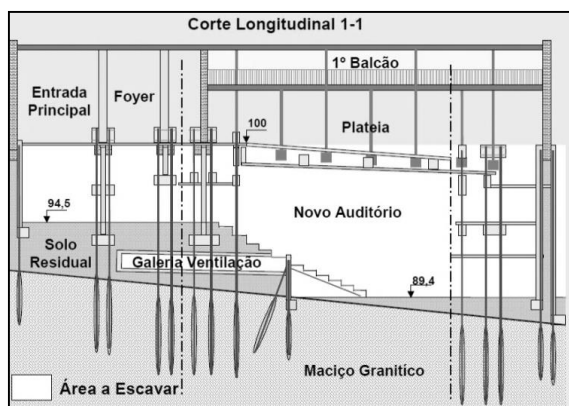 Corte Longitudinal 1-1
1º Balcão
Entrada
Principal
Foyer
100
Plateia
94,5
Novo Auditório
Solo
Residual
Galeria Ventilação
89,4
Maciço Granitíco
Área a Escavar